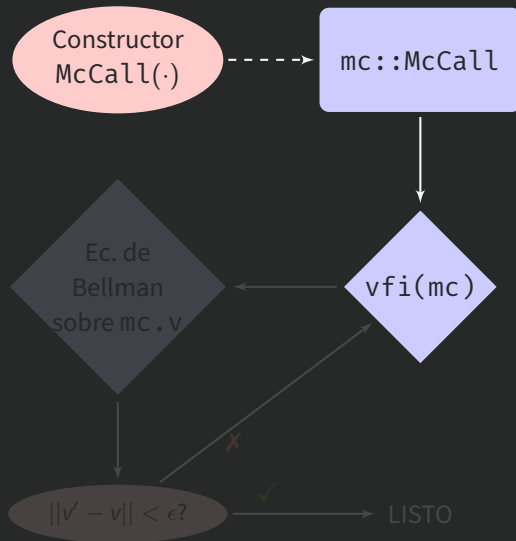 Constructor
McCall(·)
mc::McCall
Ec. de
Bellman
sobre mc.v
vfi(mc)
✗
✓
||v′ − v|| < ϵ?
LISTO